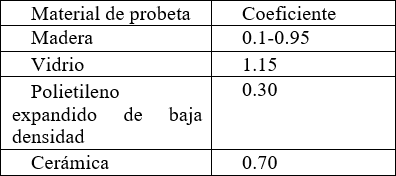 Material de probeta Coeficiente
Madera 0.1-0.95
Vidrio 1.15
Polietileno 0.30
expandido de baja
densidad
Cerámica 0.70